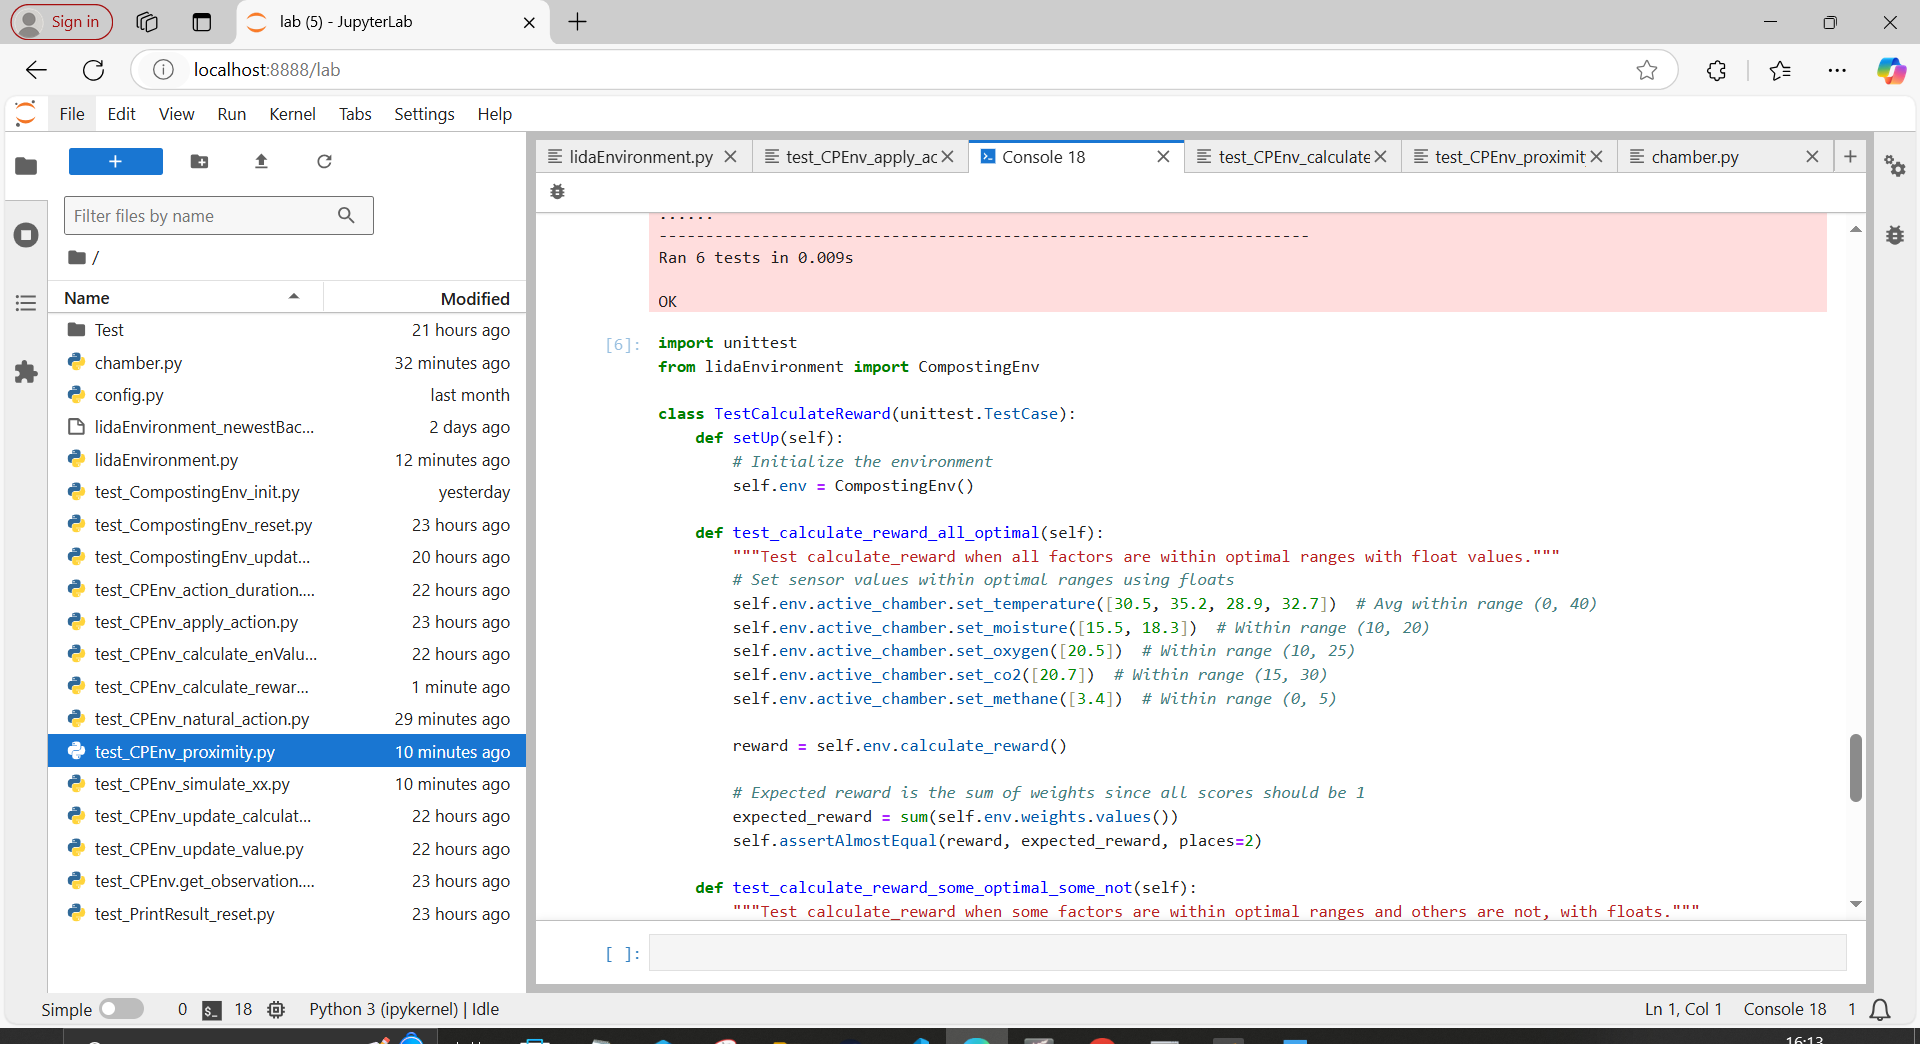 Sign in
lab (5) - JupyterLab
localhost:8888/lab
File Edit View Run Kernel Tabs Settings Help
+
Filter files by name
/
Name Modified
Test 21 hours ago
chamber.py 32 minutes ago
config.py last month
lidaEnvironment_newestBac... 2 days ago
lidaEnvironment.py 12 minutes ago
test_CompostingEnv_init.py yesterday
test_CompostingEnv_reset.py 23 hours ago
test_CompostingEnv_updat... 20 hours ago
test_CPEnv_action_duration.... 22 hours ago
test_CPEnv_apply_action.py 23 hours ago
test_CPEnv_calculate_enValu... 22 hours ago
test_CPEnv_calculate_rewar... 1 minute ago
test_CPEnv_natural_action.py 29 minutes ago
test_CPEnv_proximity.py 10 minutes ago
test_CPEnv_simulate_xx.py 10 minutes ago
test_CPEnv_update_calculat... 22 hours ago
test_CPEnv_update_value.py 22 hours ago
test_CPEnv.get_observation.... 23 hours ago
test_PrintResult_reset.py 23 hours ago
lidaEnvironment.py test_CPEnv_apply_ac Console 18 test_CPEnv_calculate test_CPEnv_proximit chamber.py
......
----------------------------------------------------------------------
Ran 6 tests in 0.009s
OK
[6]: import unittest
from lidaEnvironment import CompostingEnv
class TestCalculateReward(unittest.TestCase):
def setUp(self):
# Initialize the environment
self.env = CompostingEnv()
def test_calculate_reward_all_optimal(self):
"""Test calculate_reward when all factors are within optimal ranges with float values."""
# Set sensor values within optimal ranges using floats
self.env.active_chamber.set_temperature([30.5, 35.2, 28.9, 32.7]) # Avg within range (0, 40)
self.env.active_chamber.set_moisture([15.5, 18.3]) # Within range (10, 20)
self.env.active_chamber.set_oxygen([20.5]) # Within range (10, 25)
self.env.active_chamber.set_co2([20.7]) # Within range (15, 30)
self.env.active_chamber.set_methane([3.4]) # Within range (0, 5)
reward = self.env.calculate_reward()
# Expected reward is the sum of weights since all scores should be 1
expected_reward = sum(self.env.weights.values())
self.assertAlmostEqual(reward, expected_reward, places=2)
def test_calculate_reward_some_optimal_some_not(self):
"""Test calculate_reward when some factors are within optimal ranges and others are not, with floats."""
[ ]:
Simple 0 18 Python 3 (ipykernel) | Idle Ln 1, Col 1 Console 18 1
16:13